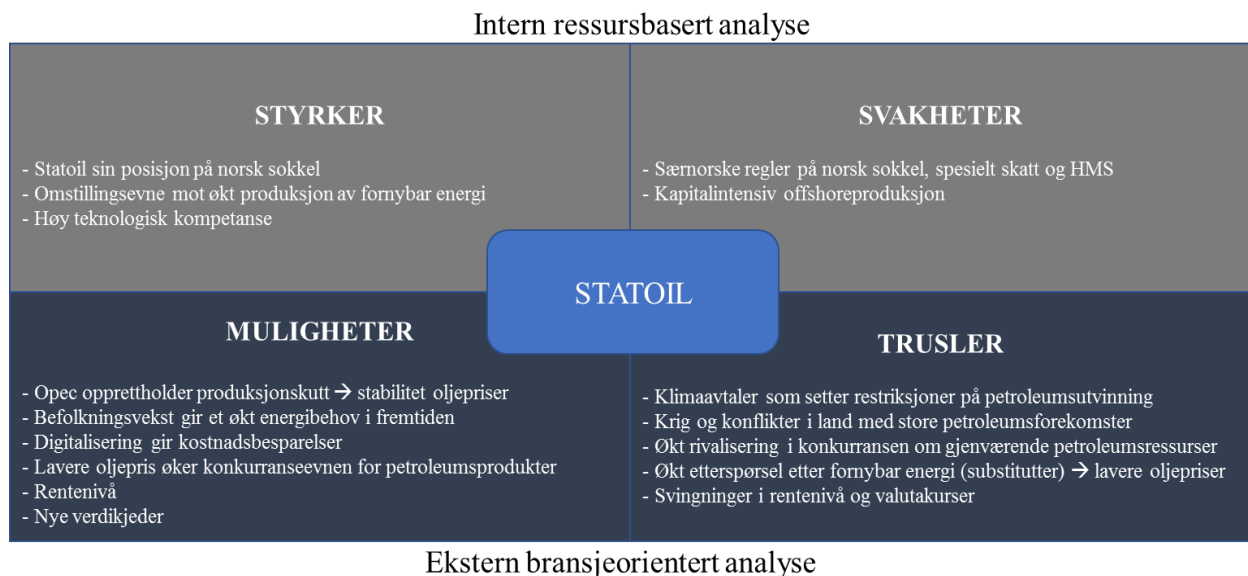 Intern ressursbasert analyse
STYRKER
- Statoil sin posisjon på norsk sokkel
- Omstillingsevne mot økt produksjon av fornybar energi
- Høy teknologisk kompetanse
SVAKHETER
- Særnorske regler på norsk sokkel, spesielt skatt og HMS
- Kapitalintensiv offshoreproduksjon
STATOIL
MULIGHETER
- Opec opprettholder produksjonskutt → stabilitet oljepriser
- Befolkningsvekst gir et økt energibehov i fremtiden
- Digitalisering gir kostnadsbesparelser
- Lavere oljepris øker konkurranseevnen for petroleumsprodukter
- Rentenivå
- Nye verdikjeder
TRUSLER
- Klimaavtaler som setter restriksjoner på petroleumsutvinning
- Krig og konflikter i land med store petroleumsforekomster
- Økt rivalisering i konkurransen om gjenværende petroleumsressurser
- Økt etterspørsel etter fornybar energi (substitutter) → lavere oljepriser
- Svingninger i rentenivå og valutakurser
Ekstern bransjeorientert analyse